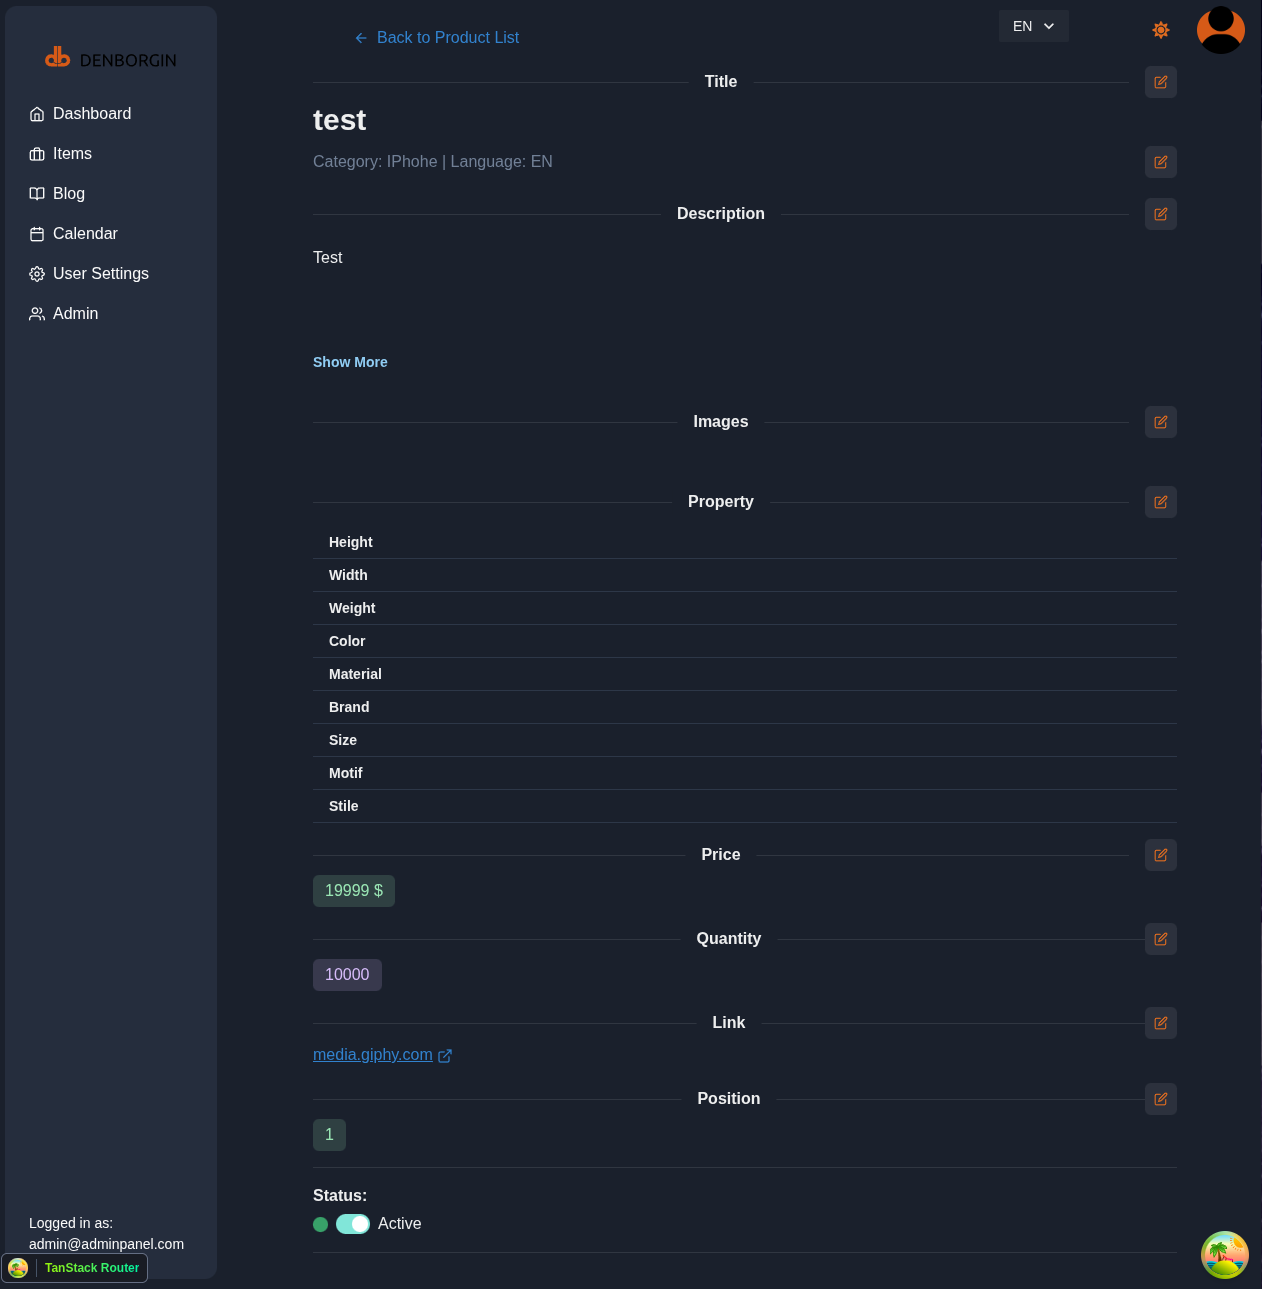 DENBORGIN
Dashboard
Items
Blog
Calendar
User Settings
Admin
Logged in as:
admin@adminpanel.com
TanStack Router
Back to Product List
EN
Title
test
Category: IPhohe | Language: EN
Description
Test
Show More
Images
Property
Height
Width
Weight
Color
Material
Brand
Size
Motif
Stile
Price
19999 $
Quantity
10000
Link
media.giphy.com
Position
1
Status:
Active